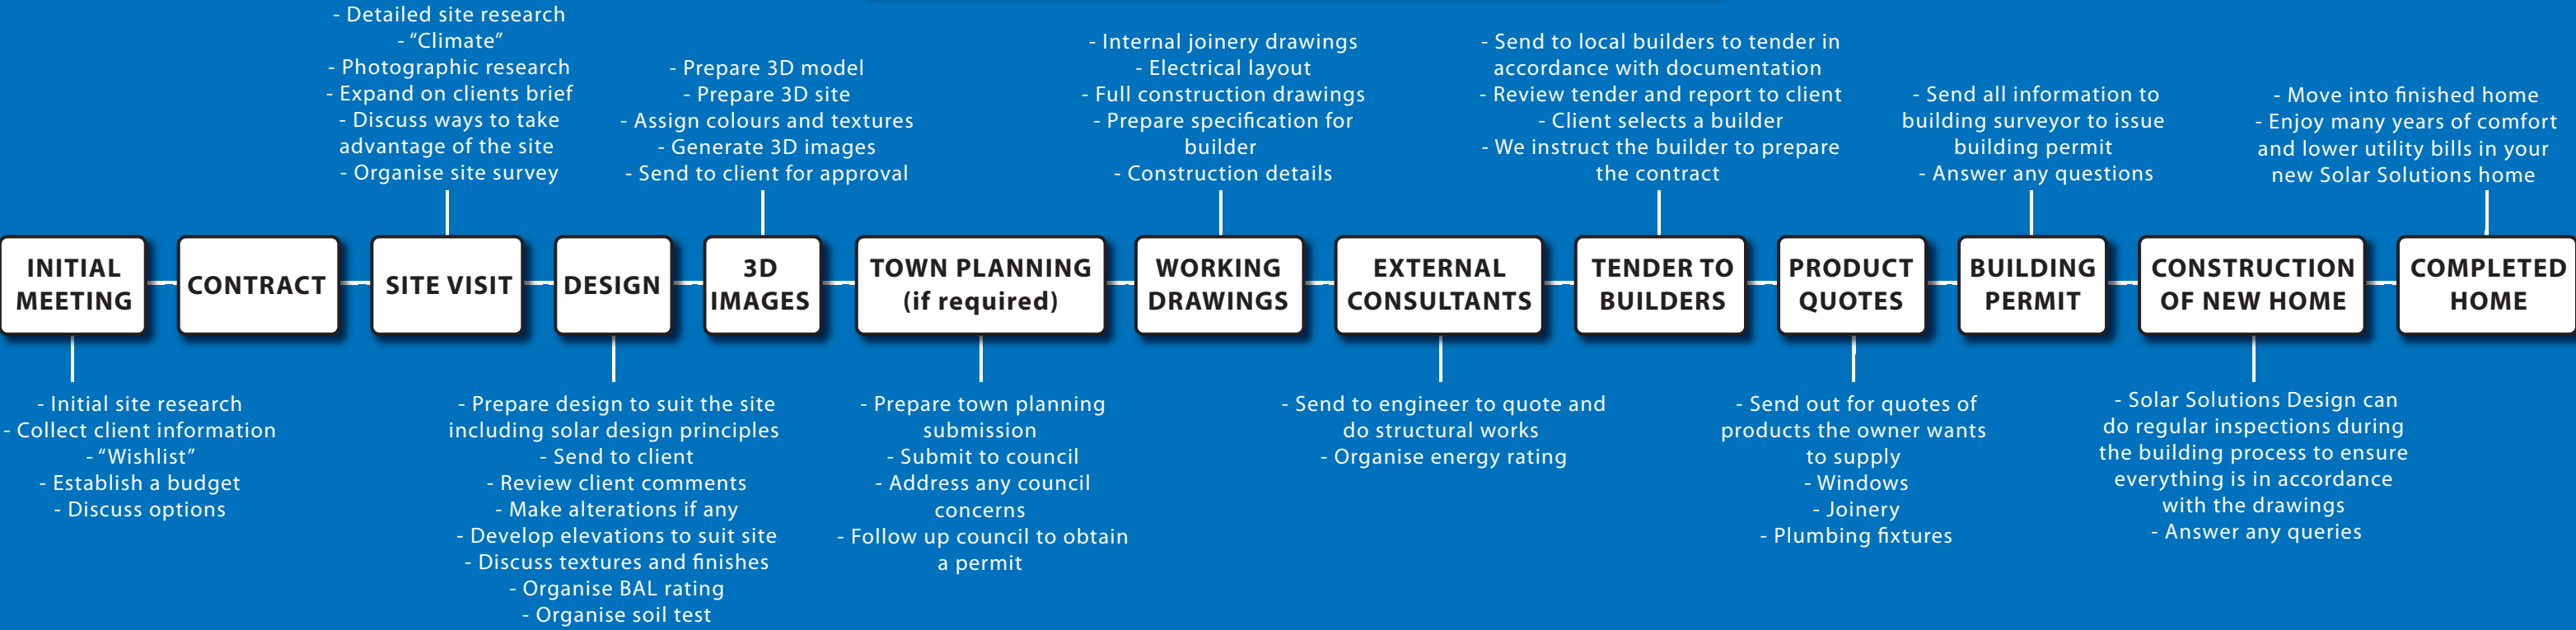 - Detailed site research
- “Climate”
- Photographic research
- Expand on clients brief
- Discuss ways to take
advantage of the site
- Organise site survey
- Prepare 3D model
- Prepare 3D site
- Assign colours and textures
- Generate 3D images
- Send to client for approval
- Internal joinery drawings
- Electrical layout
- Full construction drawings
- Prepare specification for
builder
- Construction details
- Send to local builders to tender in
accordance with documentation
- Review tender and report to client
- Client selects a builder
- We instruct the builder to prepare
the contract
- Send all information to
building surveyor to issue
building permit
- Answer any questions
- Move into finished home
- Enjoy many years of comfort
and lower utility bills in your
new Solar Solutions home
INITIAL
MEETING
CONTRACT
SITE VISIT
DESIGN
3D
IMAGES
TOWN PLANNING
(if required)
WORKING
DRAWINGS
EXTERNAL
CONSULTANTS
TENDER TO
BUILDERS
PRODUCT
QUOTES
BUILDING
PERMIT
CONSTRUCTION
OF NEW HOME
COMPLETED
HOME
- Initial site research
- Collect client information
- “Wishlist”
- Establish a budget
- Discuss options
- Prepare design to suit the site
including solar design principles
- Send to client
- Review client comments
- Make alterations if any
- Develop elevations to suit site
- Discuss textures and finishes
- Organise BAL rating
- Organise soil test
- Prepare town planning
submission
- Submit to council
- Address any council
concerns
- Follow up council to obtain
a permit
- Send to engineer to quote and
do structural works
- Organise energy rating
- Send out for quotes of
products the owner wants
to supply
- Windows
- Joinery
- Plumbing fixtures
- Solar Solutions Design can
do regular inspections during
the building process to ensure
everything is in accordance
with the drawings
- Answer any queries